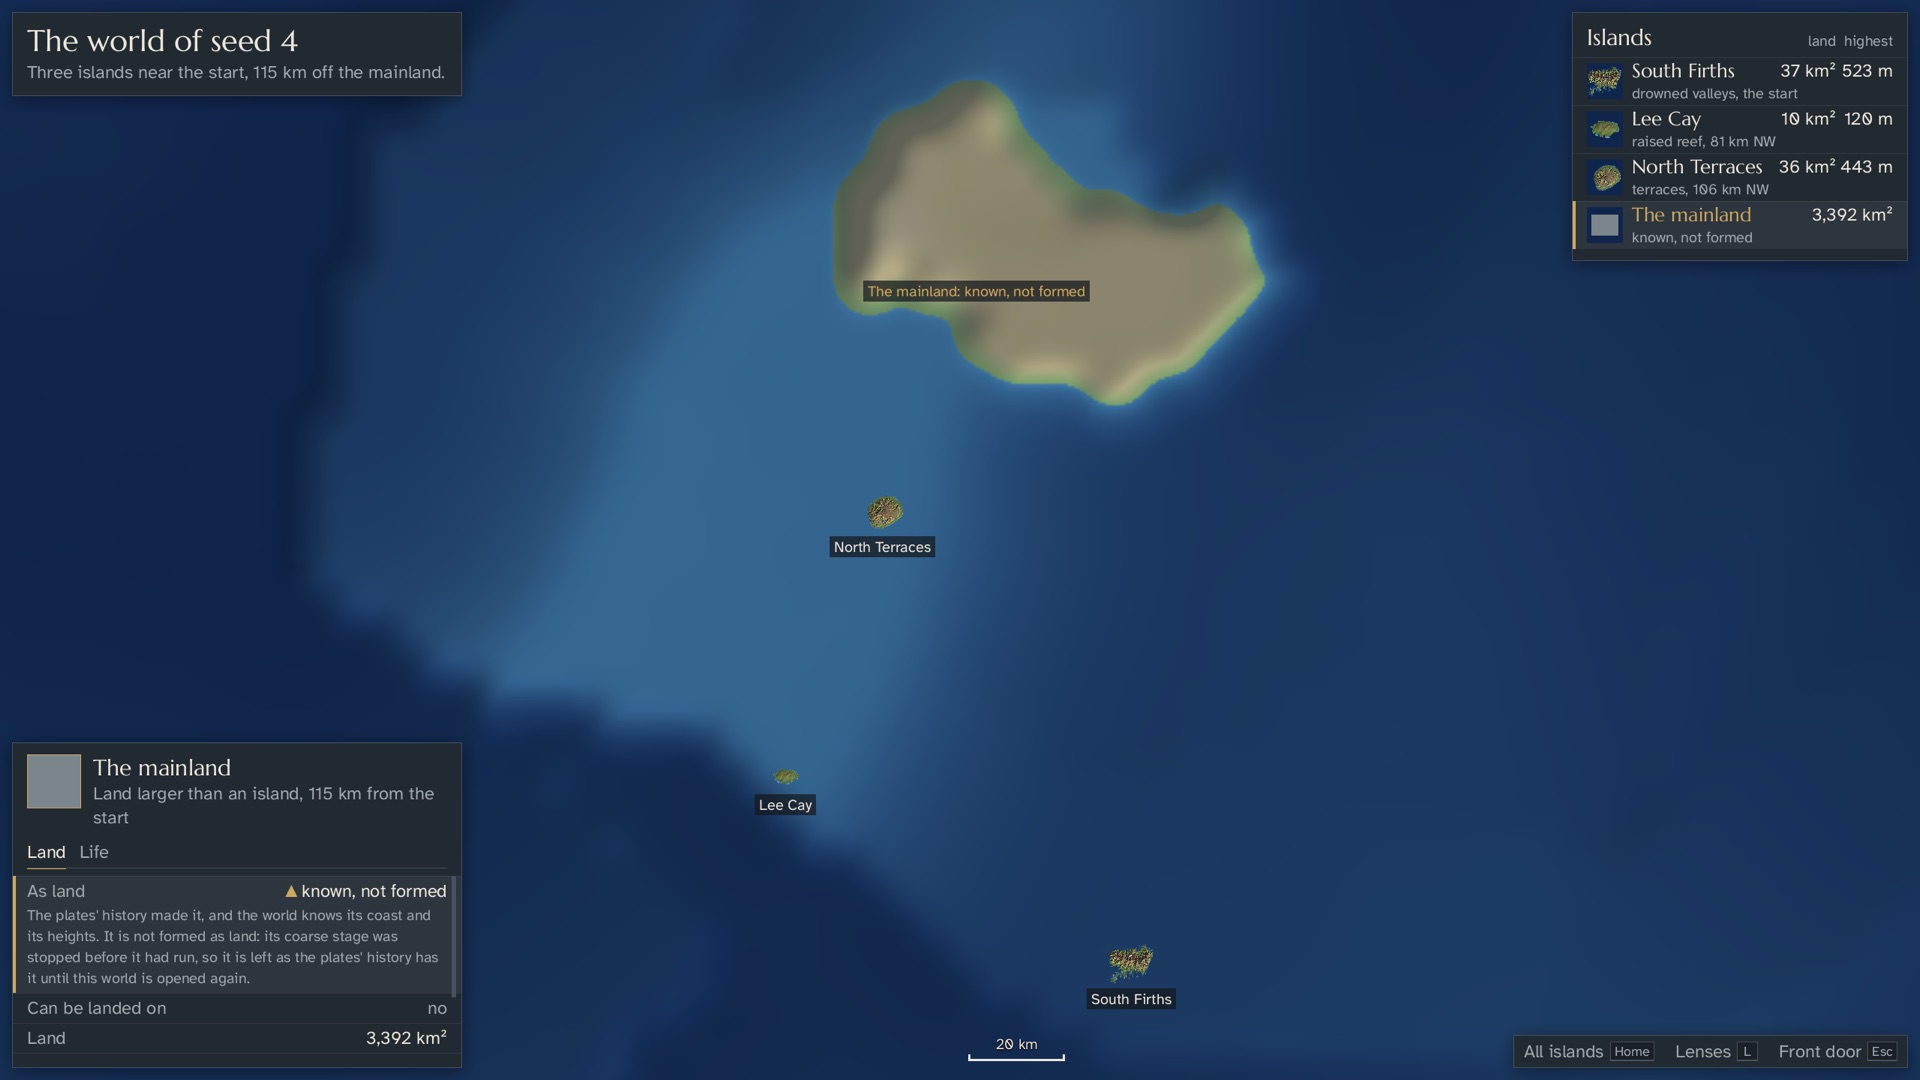 The world of seed 4
Three islands near the start, 115 km off the mainland.
Islands land highest
South Firths 37 km² 523 m
drowned valleys, the start
Lee Cay 10 km² 120 m
raised reef, 81 km NW
North Terraces 36 km² 443 m
terraces, 106 km NW
The mainland 3,392 km²
known, not formed
The mainland: known, not formed
North Terraces
Lee Cay
South Firths
The mainland
Land larger than an island, 115 km from the
start
Land Life
As land known, not formed
The plates' history made it, and the world knows its coast and
its heights. It is not formed as land: its coarse stage was
stopped before it had run, so it is left as the plates' history has
it until this world is opened again.
Can be landed on no
Land 3,392 km²
20 km
All islands Home Lenses L Front door Esc